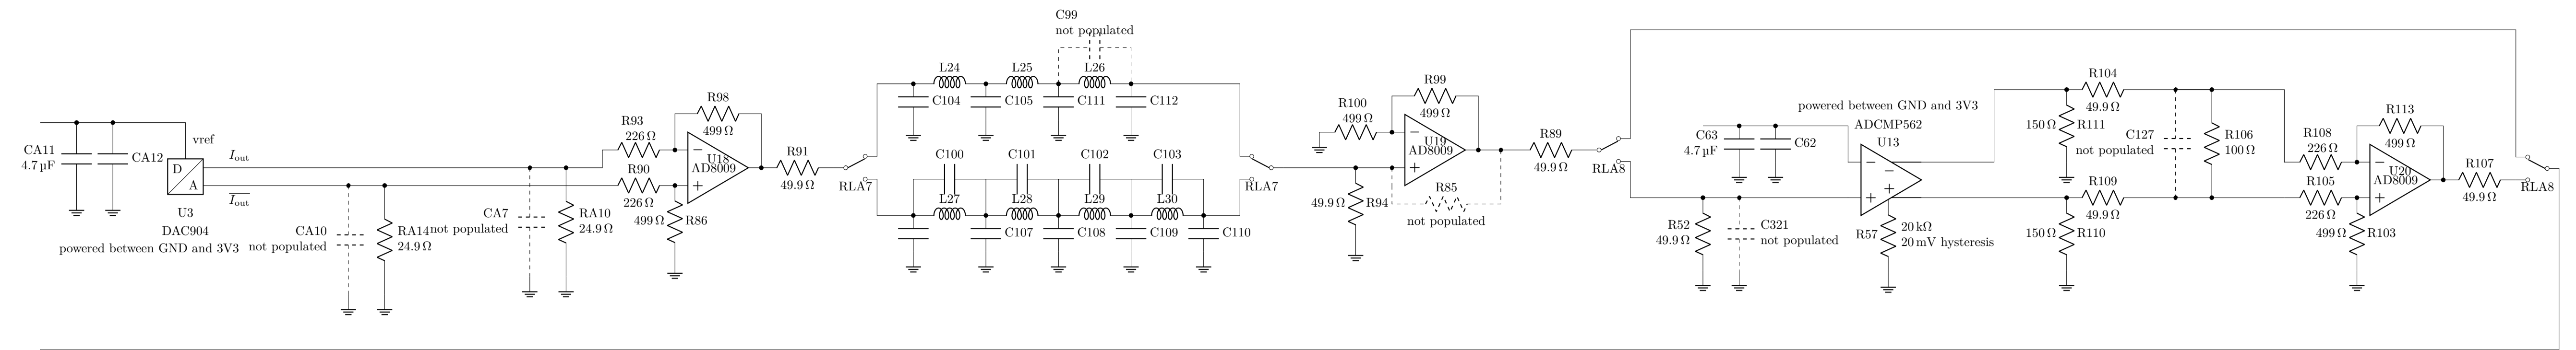 CA11
4.7 µF
CA12
vref
D
A
U3
DAC904
powered between GND and 3V3
Iout
Iout
CA10
not populated
RA14
24.9 Ω
CA7
not populated
RA10
24.9 Ω
R93
226 Ω
R90
226 Ω
R98
499 Ω
−
+
U18
AD8009
499 Ω
R86
R91
49.9 Ω
RLA7
C99
not populated
L24
L25
L26
C104
C105
C111
C112
C100
C101
C102
C103
L27
L28
L29
L30
C107
C108
C109
C110
RLA7
R100
499 Ω
R99
499 Ω
−
+
U19
AD8009
49.9 Ω
R94
R85
not populated
R89
49.9 Ω
RLA8
R52
49.9 Ω
C321
not populated
C63
4.7 µF
C62
powered between GND and 3V3
ADCMP562
U13
−
−
+
+
R57
20 kΩ
20 mV hysteresis
R104
49.9 Ω
150 Ω
R111
R109
49.9 Ω
150 Ω
R110
C127
not populated
R106
100 Ω
R108
226 Ω
R105
226 Ω
R113
499 Ω
−
+
U20
AD8009
499 Ω
R103
R107
49.9 Ω
RLA8